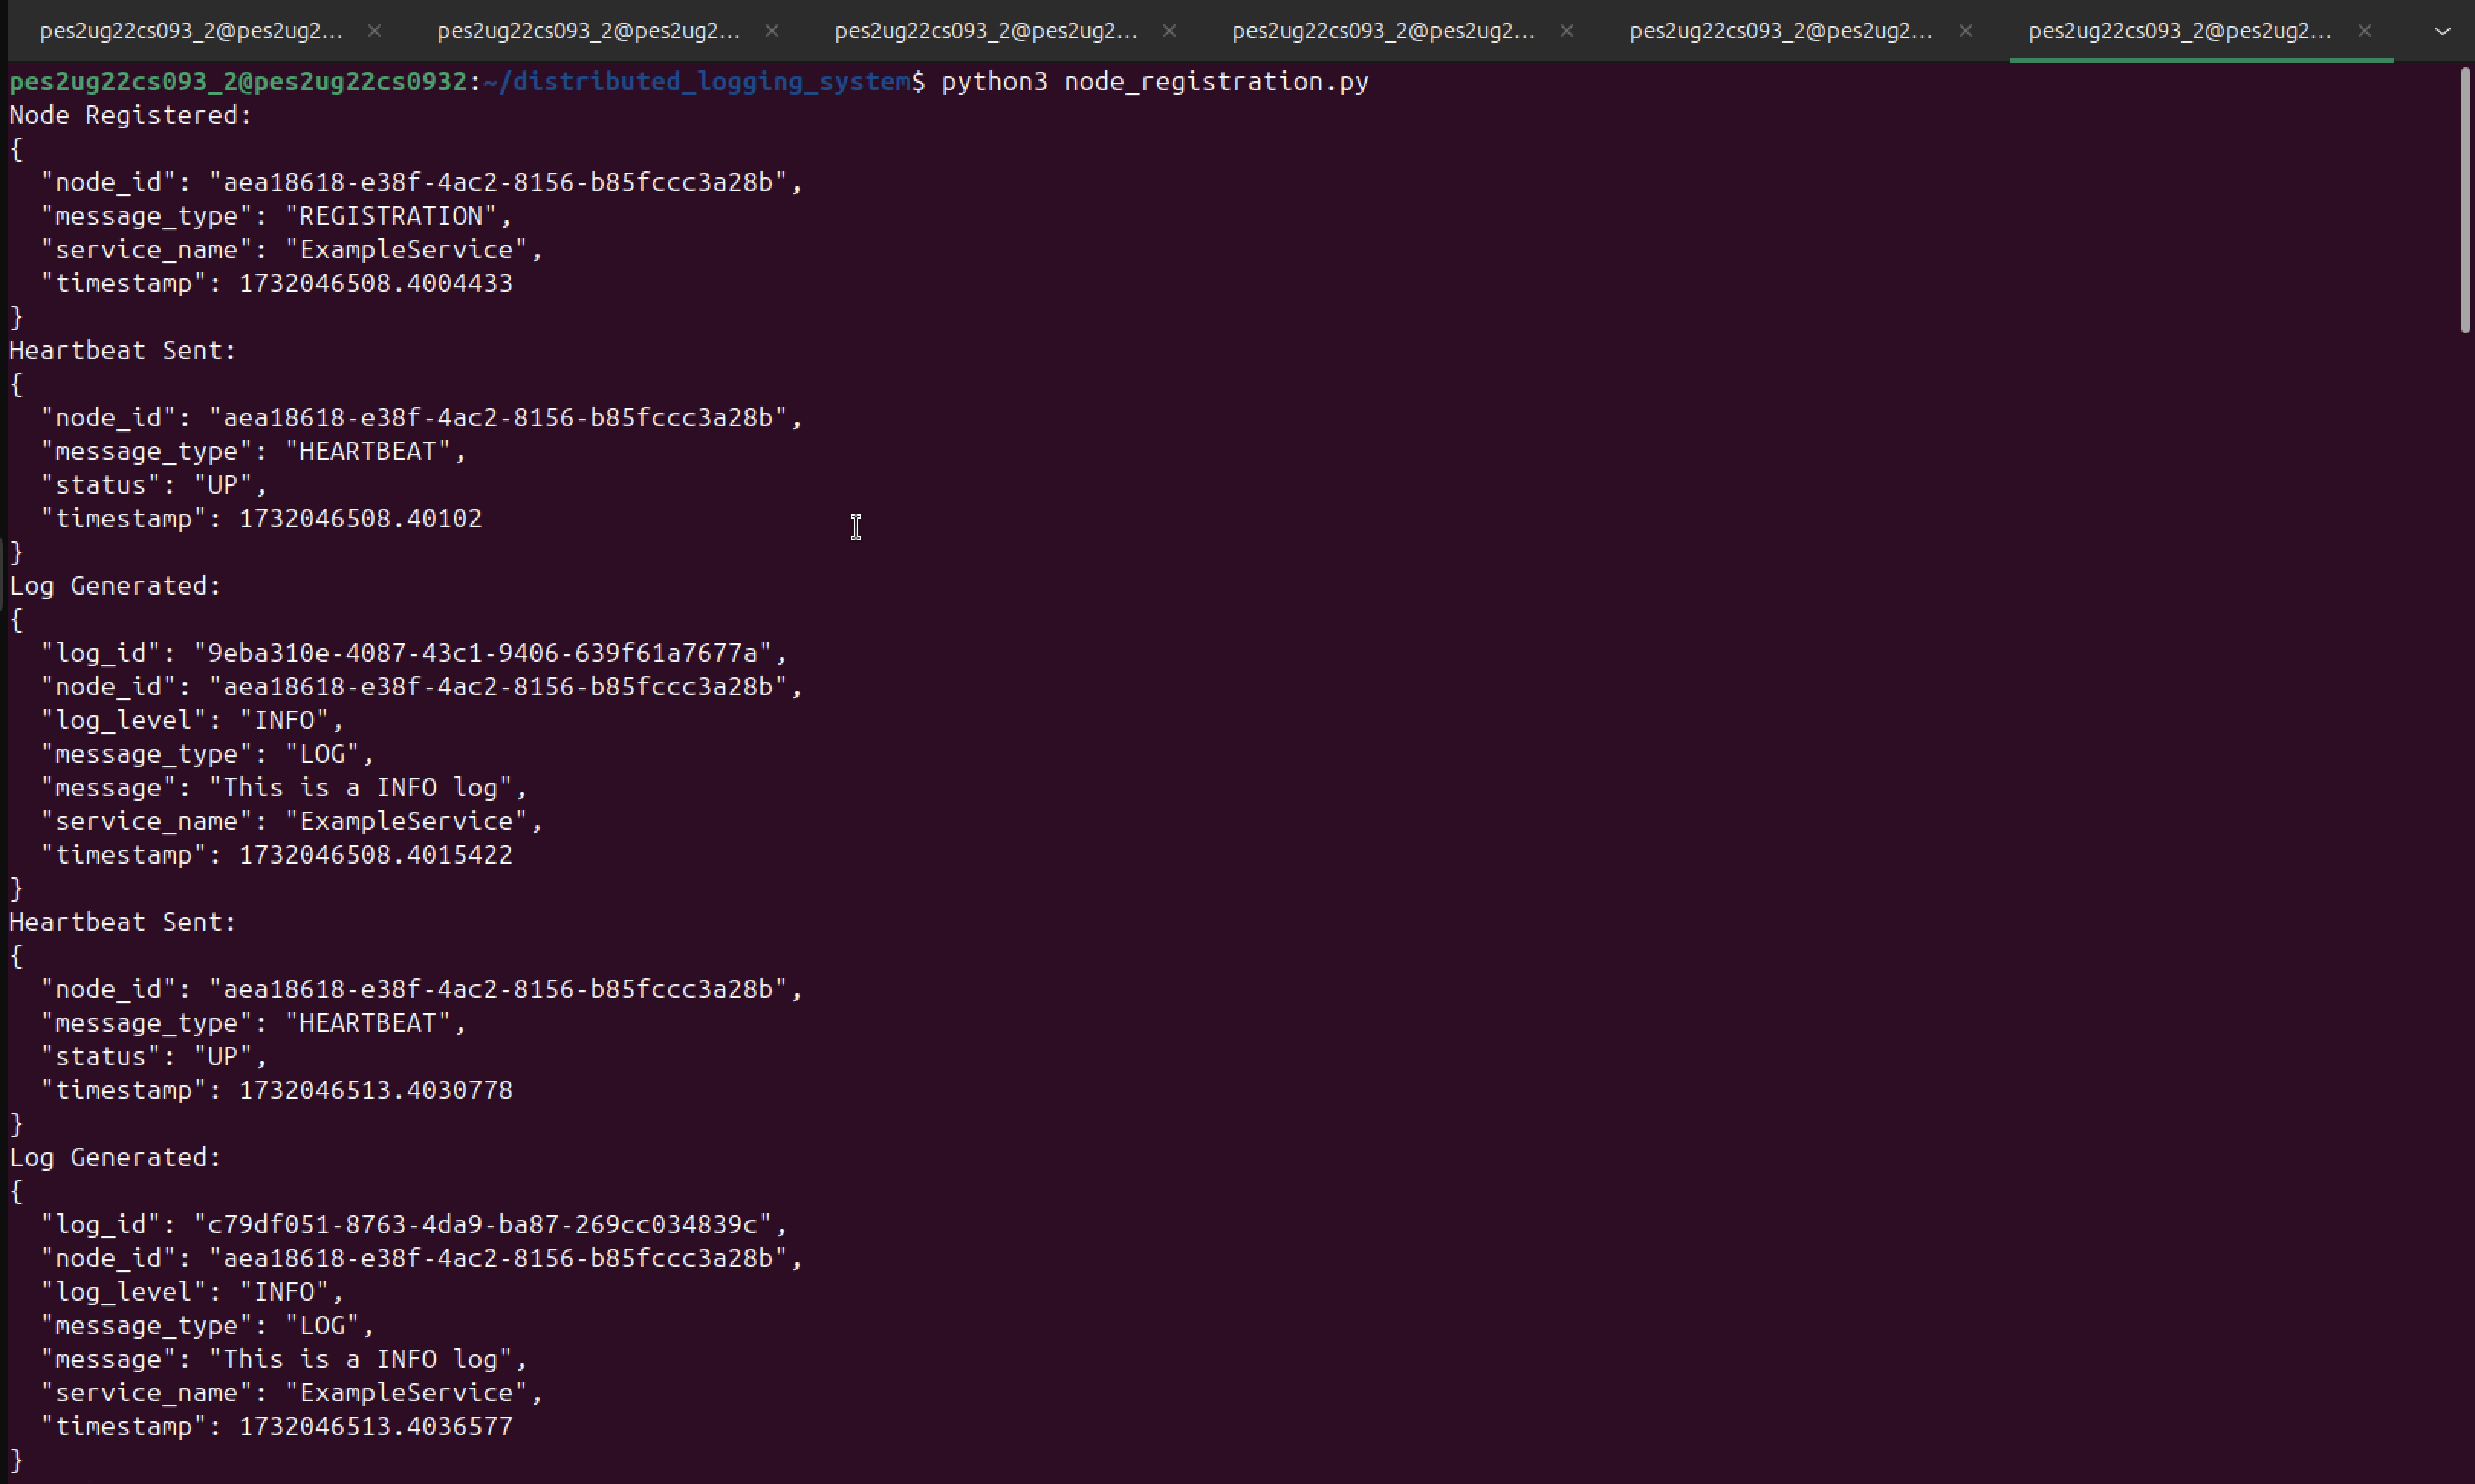 pes2ug22cs093_2@pes2ug2... pes2ug22cs093_2@pes2ug2... pes2ug22cs093_2@pes2ug2... pes2ug22cs093_2@pes2ug2... pes2ug22cs093_2@pes2ug2... pes2ug22cs093_2@pes2ug2...
pes2ug22cs093_2@pes2ug22cs0932:~/distributed_logging_system$ python3 node_registration.py
Node Registered:
{
  "node_id": "aea18618-e38f-4ac2-8156-b85fccc3a28b",
  "message_type": "REGISTRATION",
  "service_name": "ExampleService",
  "timestamp": 1732046508.4004433
}
Heartbeat Sent:
{
  "node_id": "aea18618-e38f-4ac2-8156-b85fccc3a28b",
  "message_type": "HEARTBEAT",
  "status": "UP",
  "timestamp": 1732046508.40102
}
Log Generated:
{
  "log_id": "9eba310e-4087-43c1-9406-639f61a7677a",
  "node_id": "aea18618-e38f-4ac2-8156-b85fccc3a28b",
  "log_level": "INFO",
  "message_type": "LOG",
  "message": "This is a INFO log",
  "service_name": "ExampleService",
  "timestamp": 1732046508.4015422
}
Heartbeat Sent:
{
  "node_id": "aea18618-e38f-4ac2-8156-b85fccc3a28b",
  "message_type": "HEARTBEAT",
  "status": "UP",
  "timestamp": 1732046513.4030778
}
Log Generated:
{
  "log_id": "c79df051-8763-4da9-ba87-269cc034839c",
  "node_id": "aea18618-e38f-4ac2-8156-b85fccc3a28b",
  "log_level": "INFO",
  "message_type": "LOG",
  "message": "This is a INFO log",
  "service_name": "ExampleService",
  "timestamp": 1732046513.4036577
}